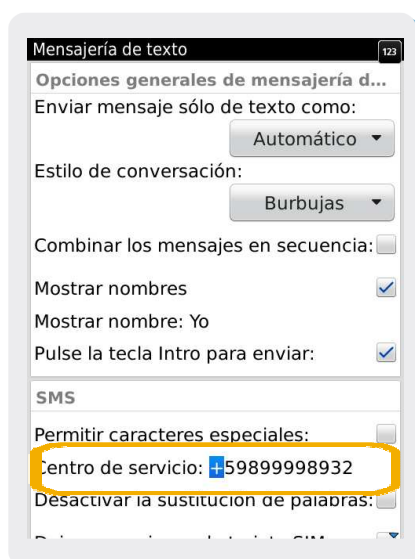 Mensajería de texto
123
Opciones generales de mensajería d...
Enviar mensaje sólo de texto como:
Automático
Estilo de conversación:
Burbujas
Combinar los mensajes en secuencia:
Mostrar nombres
Mostrar nombre: Yo
Pulse la tecla Intro para enviar:
SMS
Permitir caracteres especiales:
Centro de servicio: +59899998932
Desactivar la sustitución de palabras: